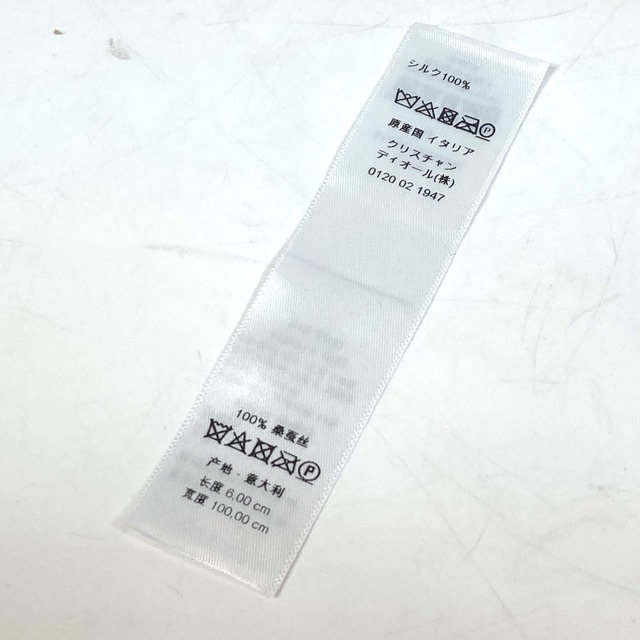 シルク100%
P
原産国 イタリア
クリスチャン
ディオール(株)
0120 02 1947
100% 桑蚕丝
P
产地・意大利
长度 6.00 cm
宽度 100.00 cm